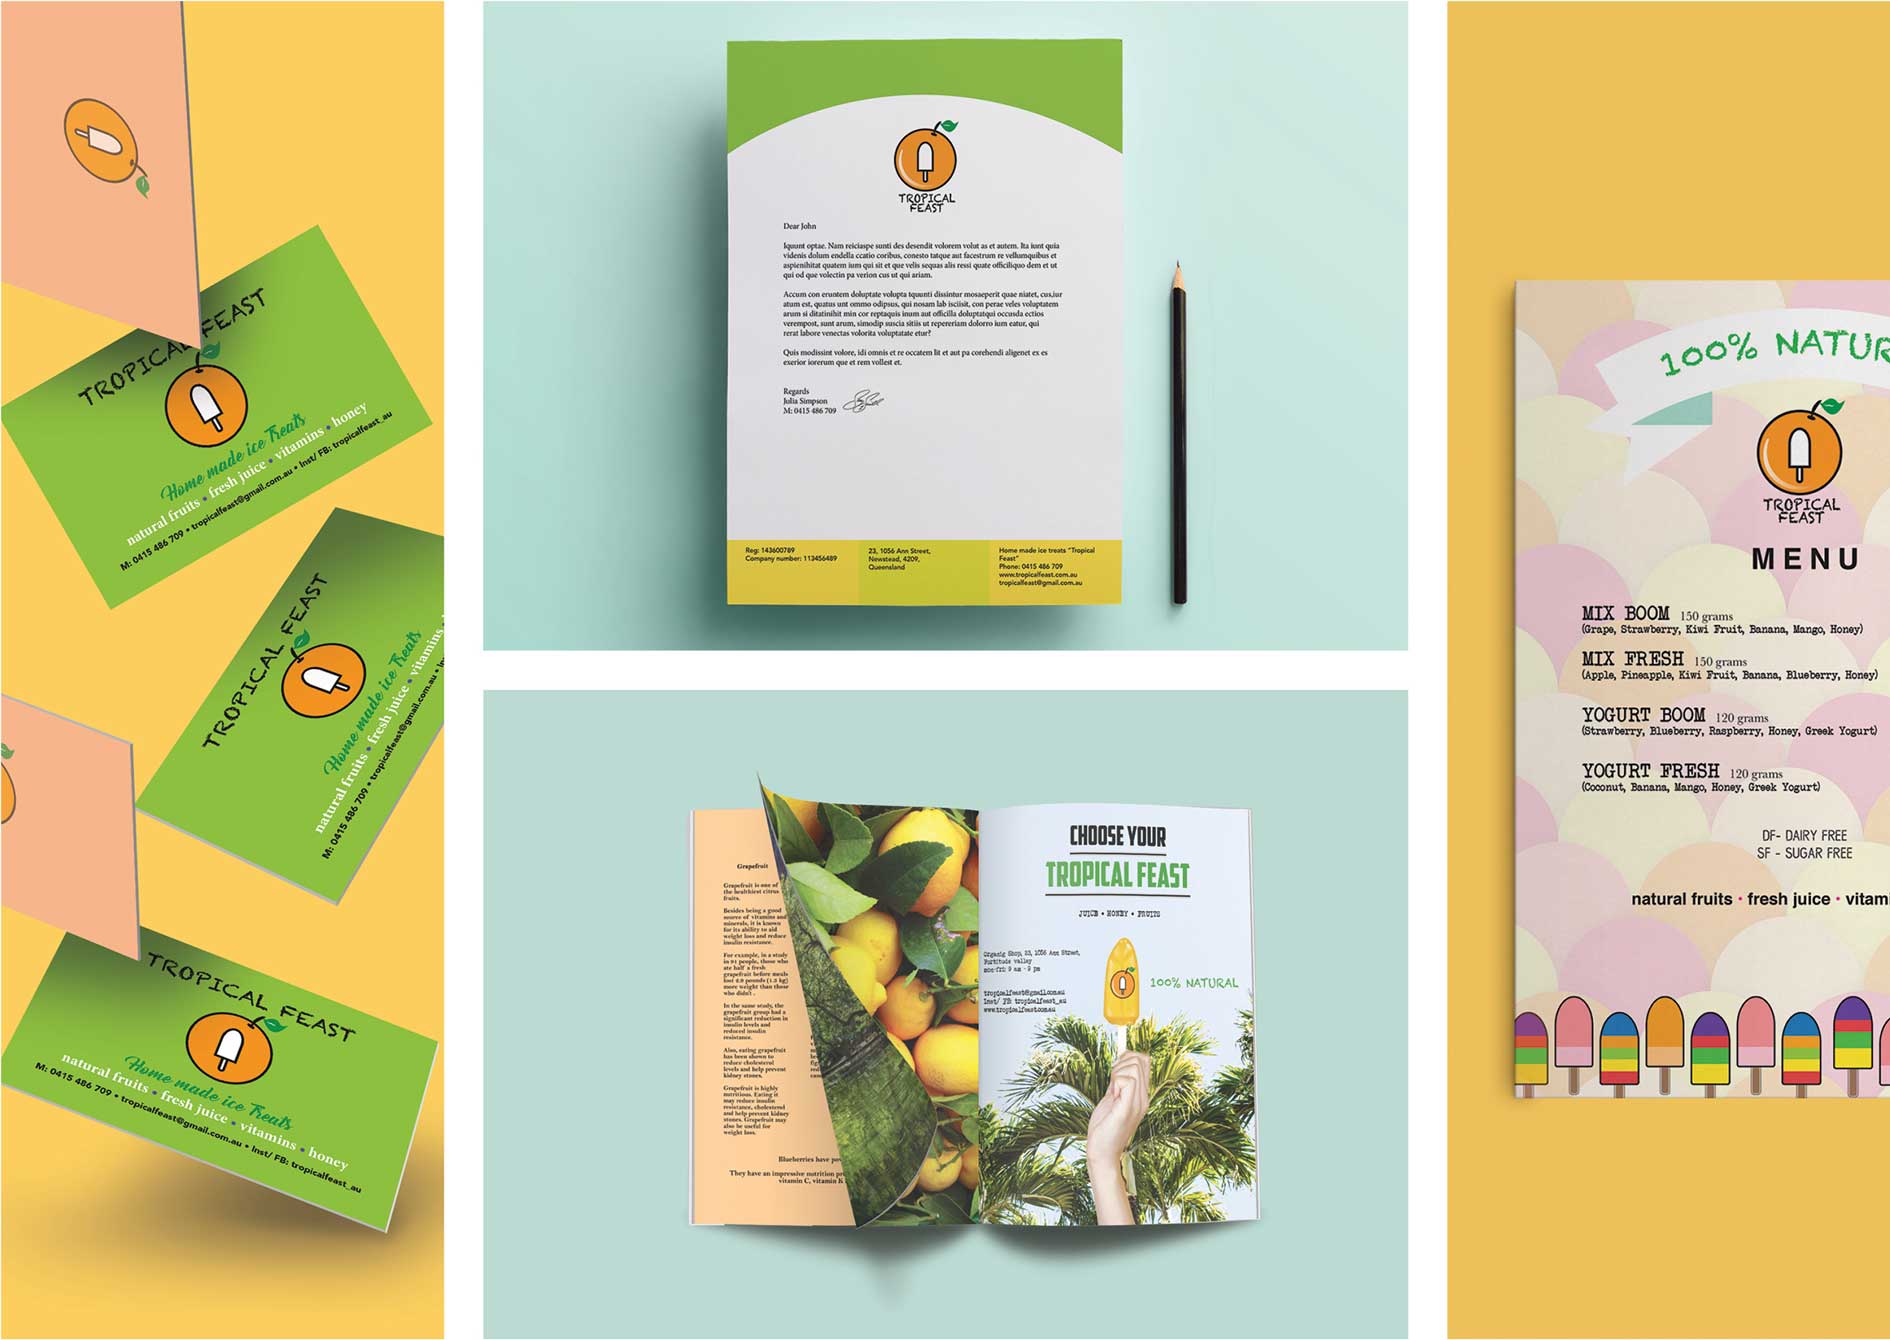 TROPICAL FEAST
Home made ice Treats
natural fruits • fresh juice • vitamins • honey
M: 0415 486 709 • tropicalfeast@gmail.com.au • Inst/ FB: tropicalfeast_au
TROPICAL FEAST
Home made ice Treats
natural fruits • fresh juice • vitamins •
M: 0415 486 709 • tropicalfeast@gmail.com.au •
TROPICAL FEAST
Home made ice Treats
natural fruits • fresh juice • vitamins • honey
M: 0415 486 709 • tropicalfeast@gmail.com.au • Inst/ FB: tropicalfeast_au
TROPICAL
FEAST
Dear John
Iquunt optae. Nam reiciaspe sunti des desendit volorem volut as et autem. Ita iunt quia
videnis dolum endella ccatio coribus, conesto tatque aut facestrum re vellumquibus et
aspienihitat quatem ium qui sit et que velis sequas alis ressi quate officiliquo dem et ut
qui od que volectin pa verion cus ut qui ariam.
Accum con eruntem doluptate volupta tquunti dissintur mosaeperit quae niatet, cus,iur
atum est, quatus unt ommo odipsus, qui nosam lab isciisit, con perae veles voluptatem
arum si ditatinihit min cor reptaquis inum aut officilla doluptatqui occusda ectios
verempost, sunt arum, simodip suscia sitiis ut repereriam dolorro ium eatur, qui
rerat labore venectas volorita voluptatate etur?
Quis modissint volore, idi omnis et re occatem lit et aut pa corehendi aligenet ex es
exerior iorerum que et rem vollest et.
Regards
Julia Simpson
M: 0415 486 709
Reg: 143600789
Company number: 113456489
23, 1056 Ann Street,
Newstead, 4209,
Queensland
Home made ice treats "Tropical
Feast"
Phone: 0415 486 709
www.tropicalfeast.com.au
tropicalfeast@gmail.com.au
Grapefruit
Grapefruit is one of
the healthiest citrus
fruits.
Besides being a good
source of vitamins and
minerals, it is known
for its ability to aid
weight loss and reduce
insulin resistance.
For example, in a study
in 91 people, those who
ate half a fresh
grapefruit before meals
lost 2.9 pounds (1.3 kg)
more weight than those
who didn't .
In the same study, the
grapefruit group had a
significant reduction in
insulin levels and
reduced insulin
resistance.
Also, eating grapefruit
has been shown to
reduce cholesterol
levels and help prevent
kidney stones.
Grapefruit is highly
nutritious. Eating it
may reduce insulin
resistance, cholesterol
and help prevent kidney
stones. Grapefruit may
also be useful for
weight loss.
Blueberries have
They have an impressive nutrition
vitamin C, vitamin K
CHOOSE YOUR
TROPICAL FEAST
JUICE • HONEY • FRUITS
Organig Shop, 23, 1056 Ann Street,
Fortitude valley
mon-fri: 9 am - 9 pm
tropicalfeast@gmail.com.au
Inst/ FB: tropicalfeast_au
www.tropicalfeast.com.au
100% NATURAL
100% NATUR
TROPICAL
FEAST
MENU
MIX BOOM 150 grams
(Grape, Strawberry, Kiwi Fruit, Banana, Mango, Honey)
MIX FRESH 150 grams
(Apple, Pineapple, Kiwi Fruit, Banana, Blueberry, Honey)
YOGURT BOOM 120 grams
(Strawberry, Blueberry, Raspberry, Honey, Greek Yogurt)
YOGURT FRESH 120 grams
(Coconut, Banana, Mango, Honey, Greek Yogurt)
DF- DAIRY FREE
SF - SUGAR FREE
natural fruits • fresh juice • vitami